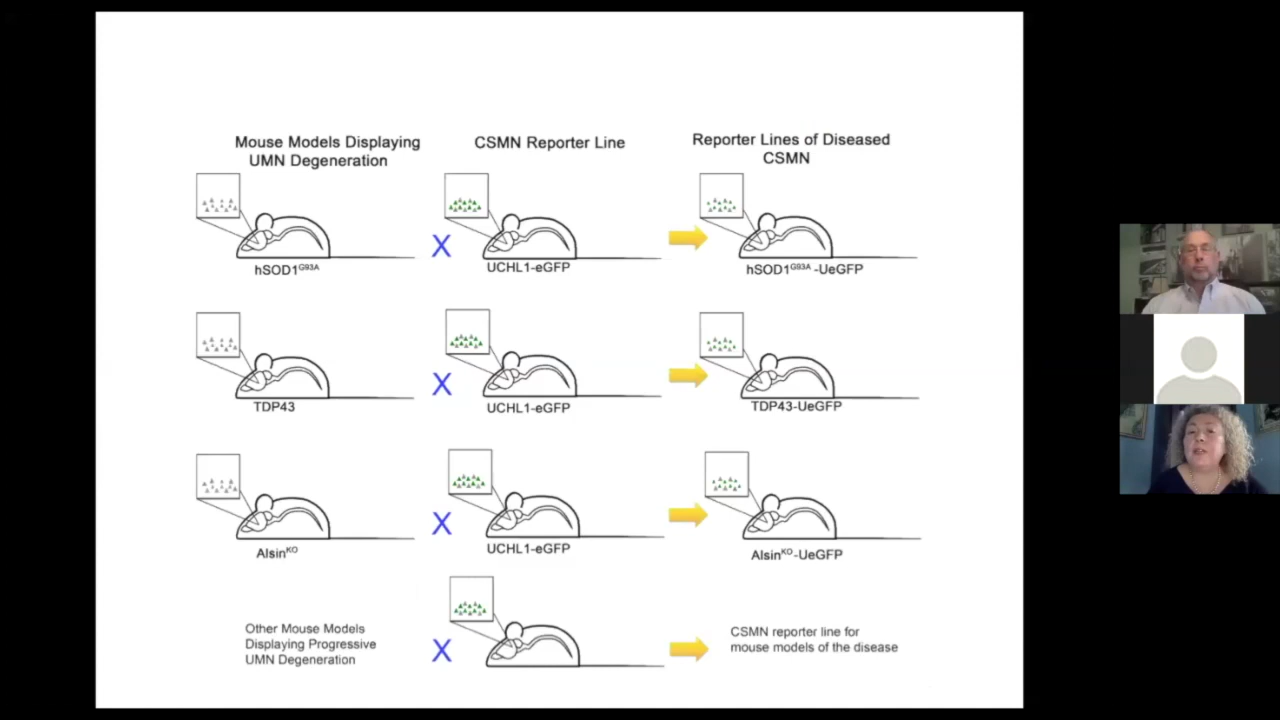 Mouse Models Displaying
UMN Degeneration
CSMN Reporter Line
Reporter Lines of Diseased
CSMN
X
hSOD1G93A
UCHL1-eGFP
hSOD1G93A -UeGFP
X
TDP43
UCHL1-eGFP
TDP43-UeGFP
X
AlsinKO
UCHL1-eGFP
AlsinKO-UeGFP
Other Mouse Models
Displaying Progressive
UMN Degeneration
X
CSMN reporter line for
mouse models of the disease